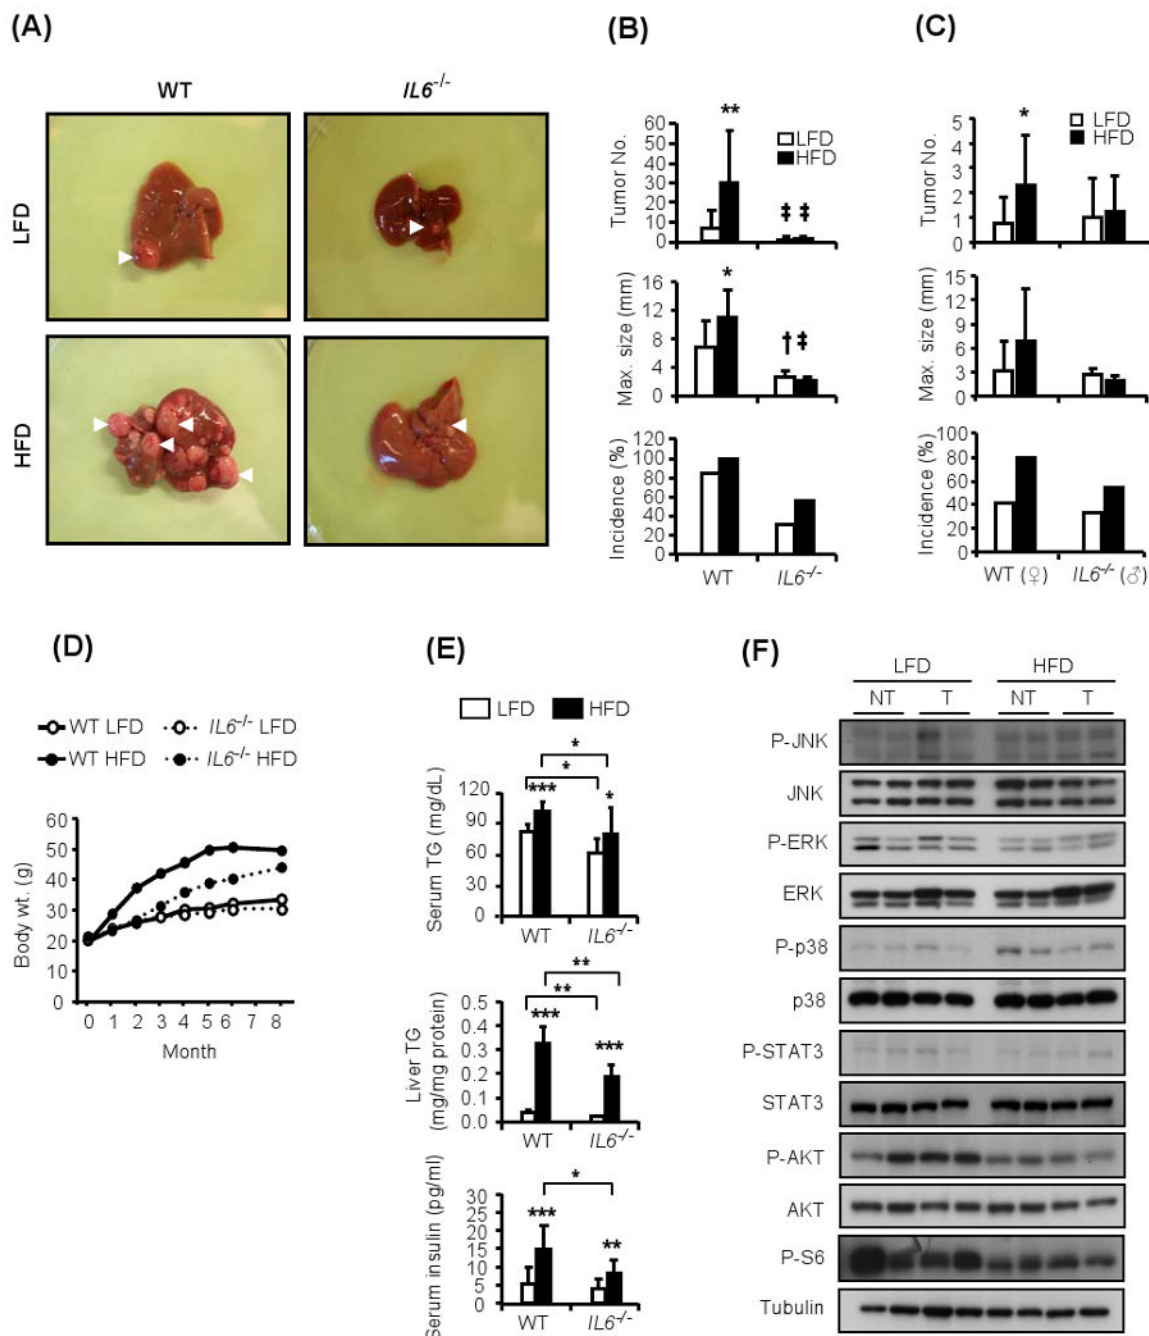 (A)
WT
IL6-/-
LFD
HFD
(B)
**
60
50
40
30
20
10
0
Tumor No.
LFD
HFD
‡ ‡
*
16
12
8
4
0
Max. size (mm)
† ‡
120
100
80
60
40
20
0
Incidence (%)
WT
IL6-/-
(C)
*
5
4
3
2
1
0
Tumor No.
LFD
HFD
15
12
9
6
3
0
Max. size (mm)
100
80
60
40
20
0
Incidence (%)
WT (♀)
IL6-/- (♂)
(D)
WT LFD
IL6-/- LFD
WT HFD
IL6-/- HFD
60
50
40
30
20
10
0
Body wt. (g)
0 1 2 3 4 5 6 7 8
Month
(E)
LFD
HFD
*
*
***
*
120
90
60
30
0
Serum TG (mg/dL)
WT
IL6-/-
**
**
***
***
0.5
0.4
0.3
0.2
0.1
0.0
Liver TG
(mg/mg protein)
WT
IL6-/-
*
***
**
30
25
20
15
10
5
0
Serum insulin (pg/ml)
WT
IL6-/-
(F)
LFD
HFD
NT T NT T
P-JNK
JNK
P-ERK
ERK
P-p38
p38
P-STAT3
STAT3
P-AKT
AKT
P-S6
Tubulin